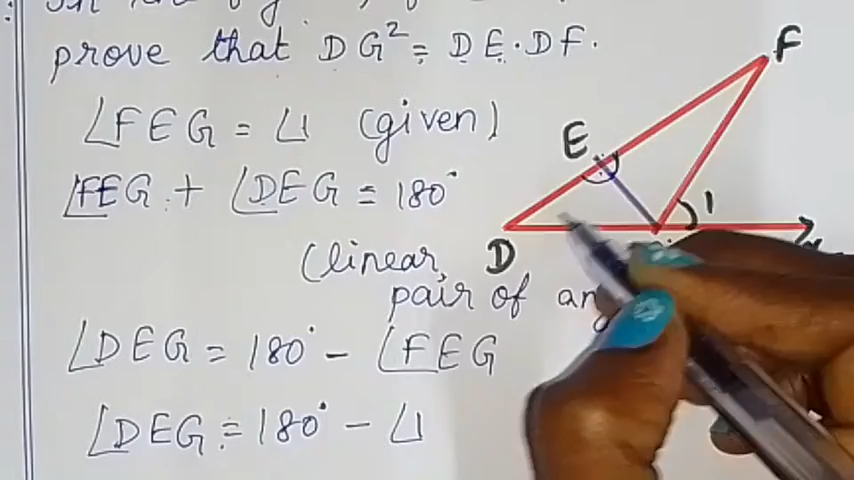 prove that DG² = DE·DF.
∠FEG = ∠1 (given)
∠FEG + ∠DEG = 180°
(linear,
pair of
∠DEG = 180° - ∠FEG
∠DEG = 180° - ∠1
F
E
1
D